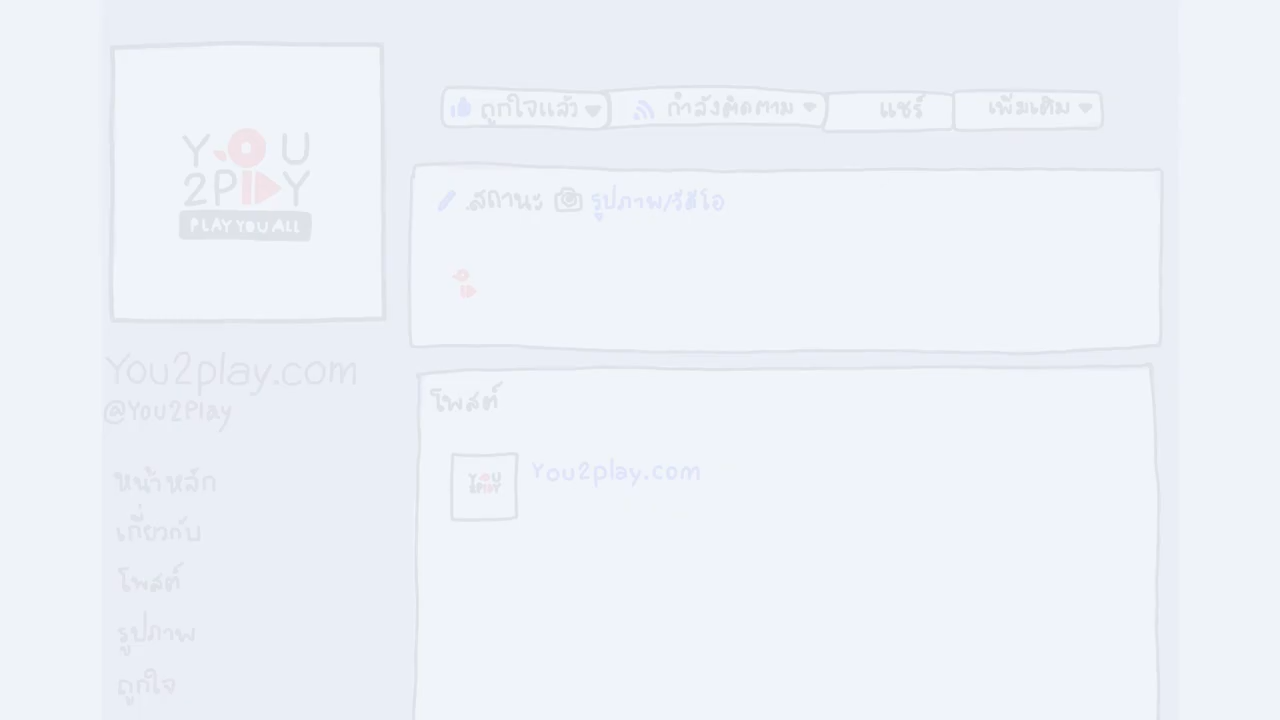 YOU
2PLAY
PLAY YOU ALL
You2play.com
@You2Play
หน้าหลัก
เกี่ยวกับ
โพสต์
รูปภาพ
ถูกใจ
ถูกใจแล้ว กำลังติดตาม แชร์ เพิ่มเติม
สถานะ รูปภาพ/วีดีโอ
โพสต์
YOU
2PLAY
You2play.com